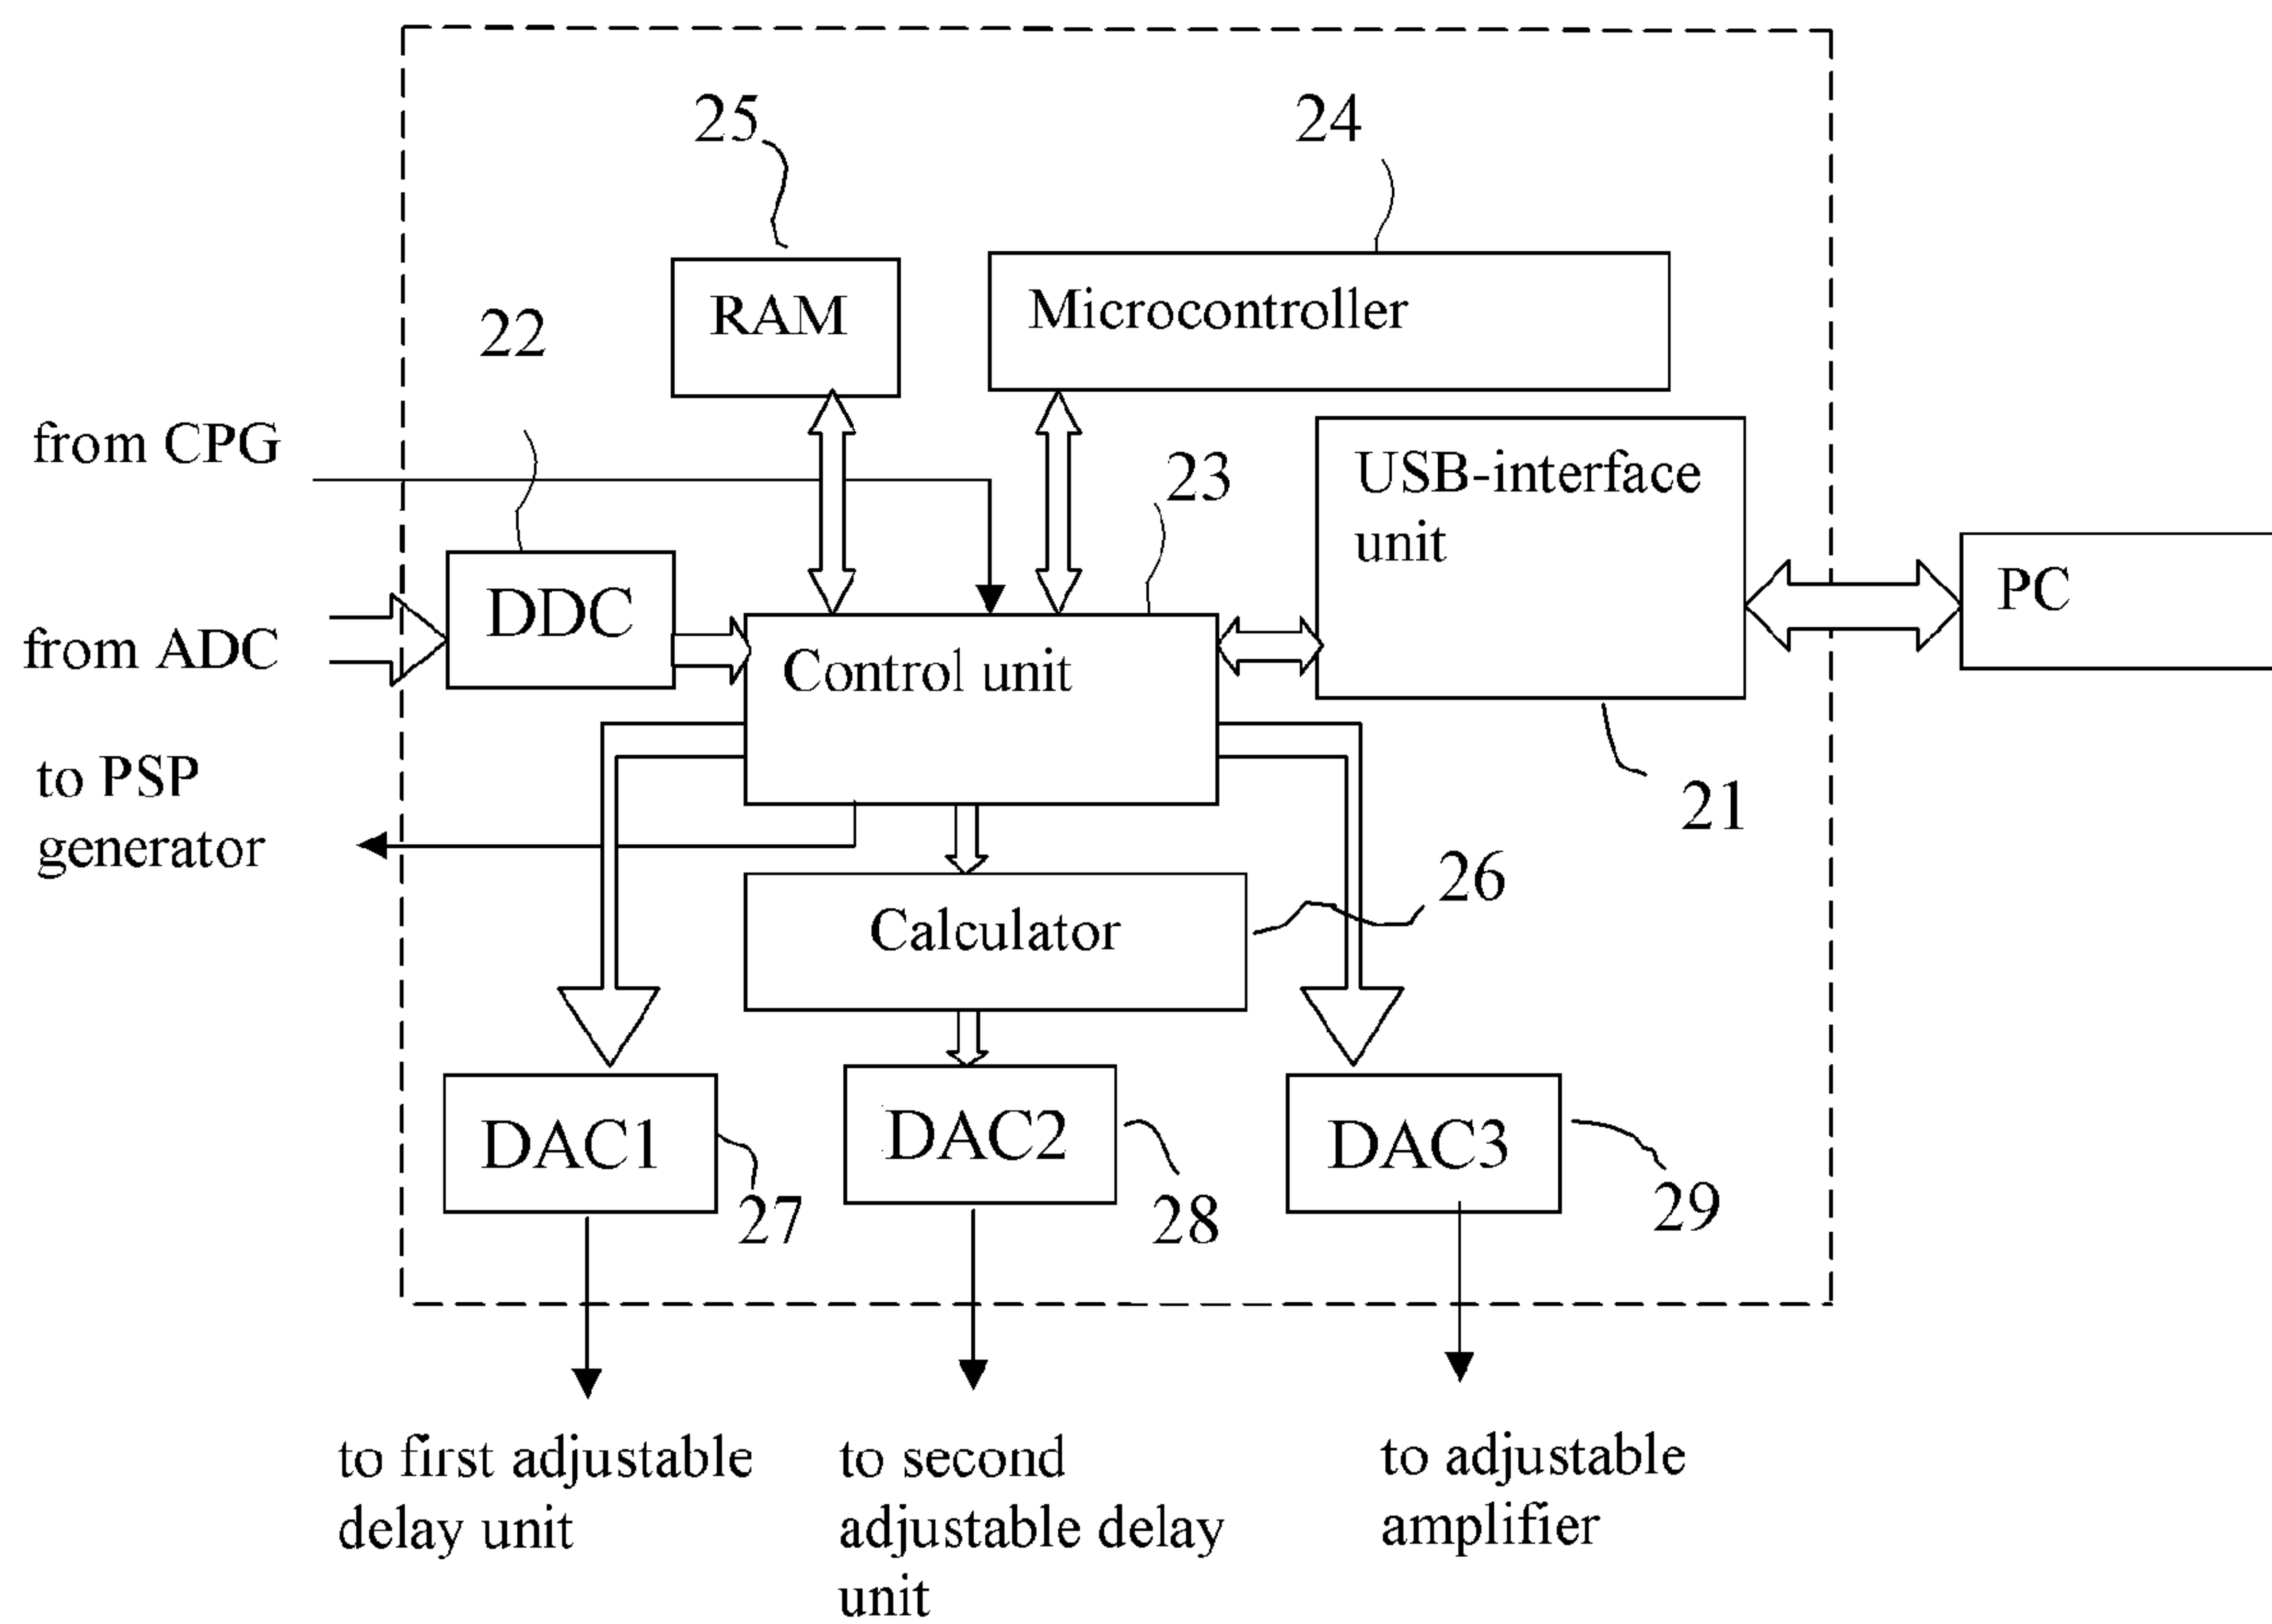 25
24
RAM
Microcontroller
22
from CPG
23
USB-interface
unit
PC
DDC
from ADC
Control unit
to PSP
generator
21
26
Calculator
DAC1
DAC2
DAC3
27
28
29
to first adjustable
delay unit
to second
adjustable delay
unit
to adjustable
amplifier